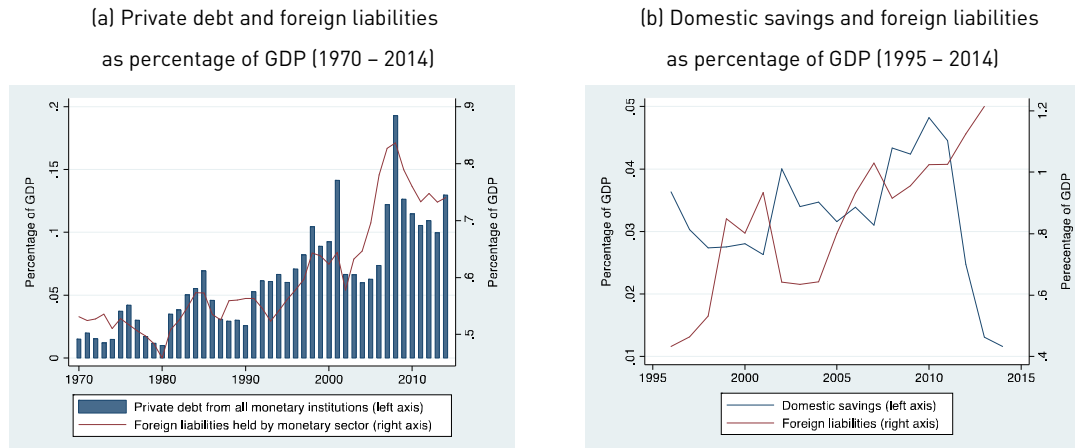 (a) Private debt and foreign liabilities
as percentage of GDP (1970 – 2014)
Percentage of GDP
.2
.15
.1
.05
0
.9
.8
.7
.6
.5
Percentage of GDP
1970
1980
1990
2000
2010
Private debt from all monetary institutions (left axis)
Foreign liabilities held by monetary sector (right axis)
(b) Domestic savings and foreign liabilities
as percentage of GDP (1995 – 2014)
Percentage of GDP
.05
.04
.03
.02
.01
1.2
1
.8
.6
.4
Perecentage of GDP
1995
2000
2005
2010
2015
Domestic savings (left axis)
Foreign liabilities (right axis)